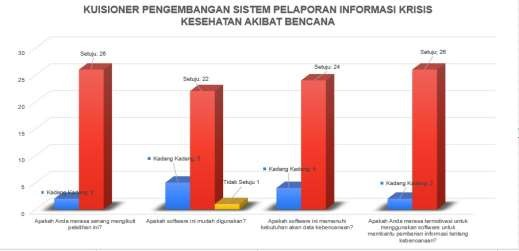 KUISIONER PENGEMBANGAN SISTEM PELAPORAN INFORMASI KRISIS
KESEHATAN AKIBAT BENCANA
30
25
20
15
10
5
0
Setuju: 26
Setuju: 22
Setuju: 24
Setuju: 26
Kadang Kadang:
Kadang Kadang: 5
Tidak Setuju 1
Kadang Kadang: 4
Kadang Kadang: 2
Apakah Anda merasa senang mengikuti
pelatihan ini?
Apakah software ini mudah digunakan?
Apakah software ini memenuhi
kebutuhan akan data kebencanaan?
Apakah Anda merasa termotivasi untuk
menggunakan software untuk
membantu pemberian informasi tentang
kebencanaan?